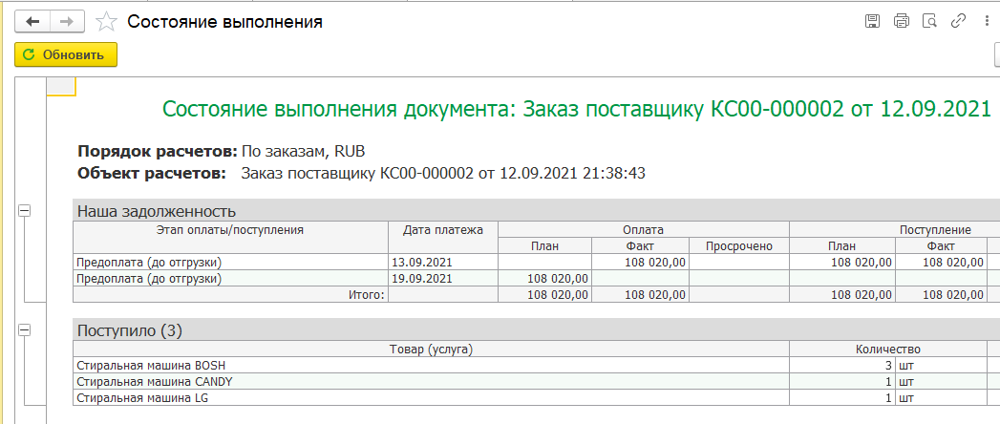 Состояние выполнения
Обновить
Состояние выполнения документа: Заказ поставщику КС00-000002 от 12.09.2021
Порядок расчетов: По заказам, RUB
Объект расчетов: Заказ поставщику КС00-000002 от 12.09.2021 21:38:43
Наша задолженность
Этап оплаты/поступления Дата платежа Оплата Поступление
План Факт Просрочено План Факт
Предоплата (до отгрузки) 13.09.2021 108 020,00 108 020,00 108 020,00
Предоплата (до отгрузки) 19.09.2021 108 020,00
Итого: 108 020,00 108 020,00 108 020,00 108 020,00
Поступило (3)
Товар (услуга) Количество
Стиральная машина BOSH 3 шт
Стиральная машина CANDY 1 шт
Стиральная машина LG 1 шт